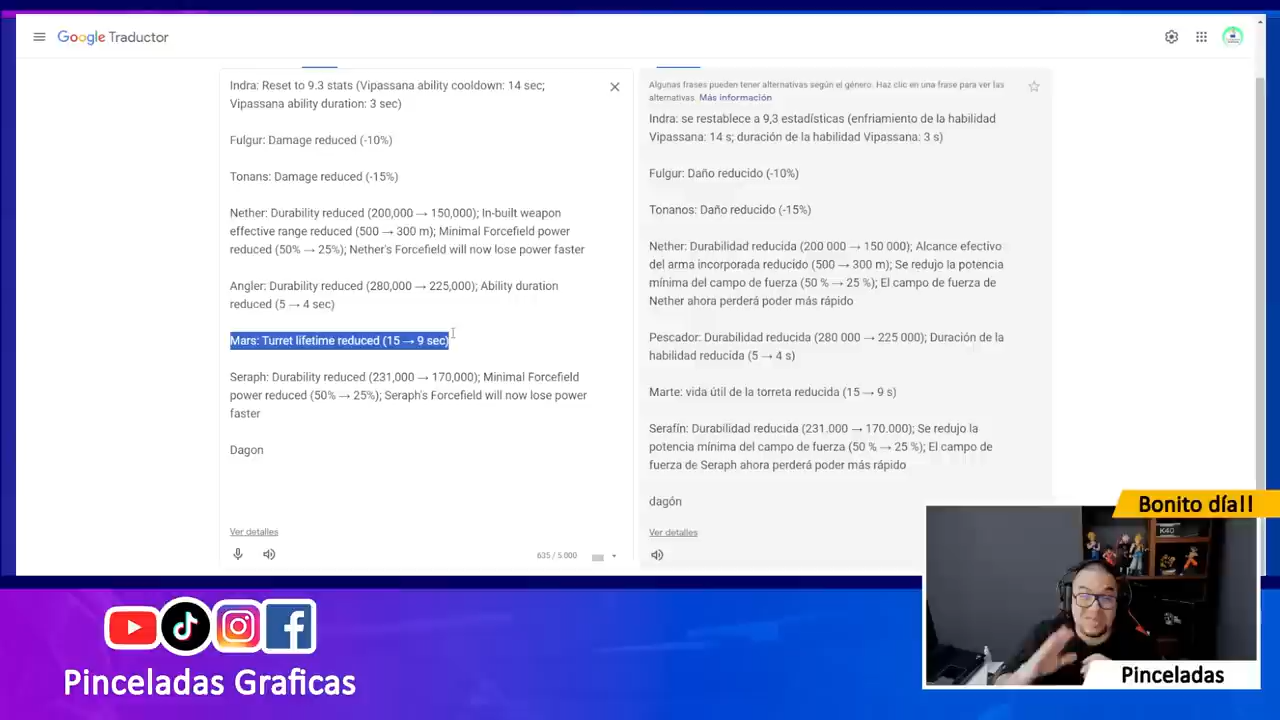 Google Traductor
Indra: Reset to 9.3 stats (Vipassana ability cooldown: 14 sec;
Vipassana ability duration: 3 sec)
Fulgur: Damage reduced (-10%)
Tonans: Damage reduced (-15%)
Nether: Durability reduced (200,000 → 150,000); In-built weapon
effective range reduced (500 → 300 m); Minimal Forcefield power
reduced (50% → 25%); Nether's Forcefield will now lose power faster
Angler: Durability reduced (280,000 → 225,000); Ability duration
reduced (5 → 4 sec)
Mars: Turret lifetime reduced (15 → 9 sec)
Seraph: Durability reduced (231,000 → 170,000); Minimal Forcefield
power reduced (50% → 25%); Seraph's Forcefield will now lose power
faster
Dagon
Ver detalles
635 / 5.000
Algunas frases pueden tener alternativas según el género. Haz clic en una frase para ver las
alternativas. Más información
Indra: se restablece a 9,3 estadísticas (enfriamiento de la habilidad
Vipassana: 14 s; duración de la habilidad Vipassana: 3 s)
Fulgur: Daño reducido (-10%)
Tonanos: Daño reducido (-15%)
Nether: Durabilidad reducida (200 000 → 150 000); Alcance efectivo
del arma incorporada reducido (500 → 300 m); Se redujo la potencia
mínima del campo de fuerza (50 % → 25 %); El campo de fuerza de
Nether ahora perderá poder más rápido
Pescador: Durabilidad reducida (280 000 → 225 000); Duración de la
habilidad reducida (5 → 4 s)
Marte: vida útil de la torreta reducida (15 → 9 s)
Serafín: Durabilidad reducida (231.000 → 170.000); Se redujo la
potencia mínima del campo de fuerza (50 % → 25 %); El campo de
fuerza de Seraph ahora perderá poder más rápido
dagón
Ver detalles
Bonito día!!
K40
Pinceladas
Pinceladas Graficas